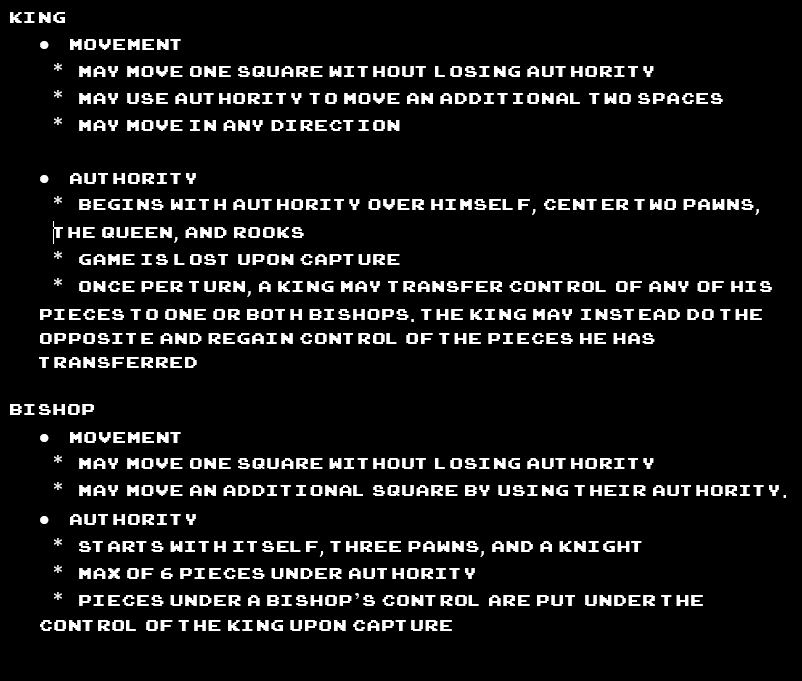 KING
● MOVEMENT
* MAY MOVE ONE SQUARE WITHOUT LOSING AUTHORITY
* MAY USE AUTHORITY TO MOVE AN ADDITIONAL TWO SPACES
* MAY MOVE IN ANY DIRECTION
● AUTHORITY
* BEGINS WITH AUTHORITY OVER HIMSELF, CENTER TWO PAWNS,
THE QUEEN, AND ROOKS
* GAME IS LOST UPON CAPTURE
* ONCE PER TURN, A KING MAY TRANSFER CONTROL OF ANY OF HIS
PIECES TO ONE OR BOTH BISHOPS. THE KING MAY INSTEAD DO THE
OPPOSITE AND REGAIN CONTROL OF THE PIECES HE HAS
TRANSFERRED
BISHOP
● MOVEMENT
* MAY MOVE ONE SQUARE WITHOUT LOSING AUTHORITY
* MAY MOVE AN ADDITIONAL SQUARE BY USING THEIR AUTHORITY.
● AUTHORITY
* STARTS WITH ITSELF, THREE PAWNS, AND A KNIGHT
* MAX OF 6 PIECES UNDER AUTHORITY
* PIECES UNDER A BISHOP'S CONTROL ARE PUT UNDER THE
CONTROL OF THE KING UPON CAPTURE